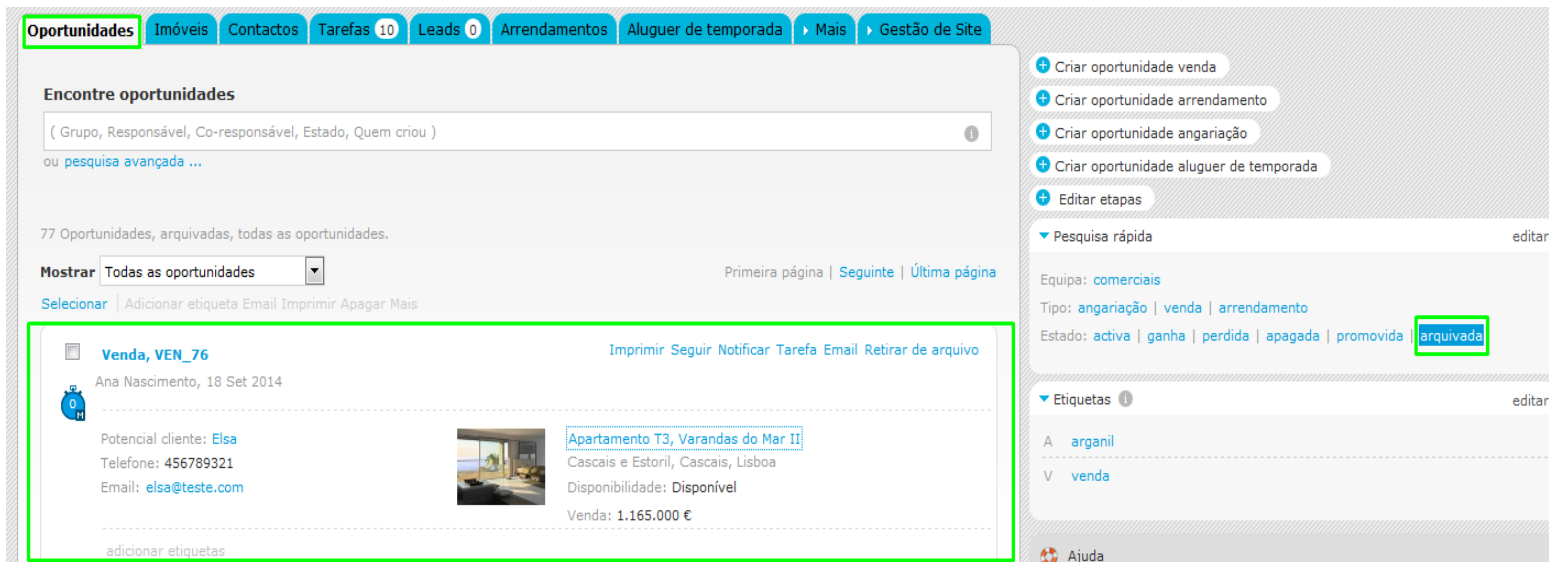 Oportunidades Imóveis Contactos Tarefas 10 Leads 0 Arrendamentos Aluguer de temporada Mais Gestão de Site
Encontre oportunidades
( Grupo, Responsável, Co-responsável, Estado, Quem criou )
ou pesquisa avançada ...
77 Oportunidades, arquivadas, todas as oportunidades.
Mostrar Todas as oportunidades Primeira página | Seguinte | Última página
Selecionar | Adicionar etiqueta Email Imprimir Apagar Mais
Venda, VEN_76 Imprimir Seguir Notificar Tarefa Email Retirar de arquivo
Ana Nascimento, 18 Set 2014
0
M
Potencial cliente: Elsa
Telefone: 456789321
Email: elsa@teste.com
Apartamento T3, Varandas do Mar II
Cascais e Estoril, Cascais, Lisboa
Disponibilidade: Disponível
Venda: 1.165.000 €
adicionar etiquetas
Criar oportunidade venda
Criar oportunidade arrendamento
Criar oportunidade angariação
Criar oportunidade aluguer de temporada
Editar etapas
Pesquisa rápida editar
Equipa: comerciais
Tipo: angariação | venda | arrendamento
Estado: activa | ganha | perdida | apagada | promovida | arquivada
Etiquetas editar
A arganil
V venda
Ajuda